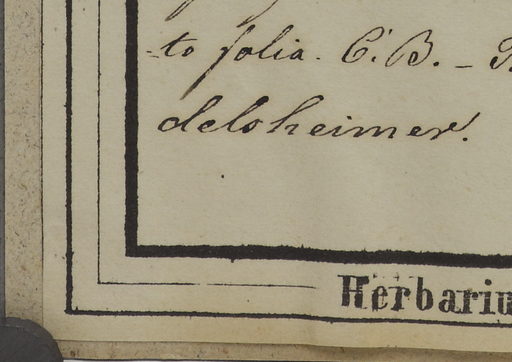 -to folia. C. B. -
delsheimer.
Herbariu